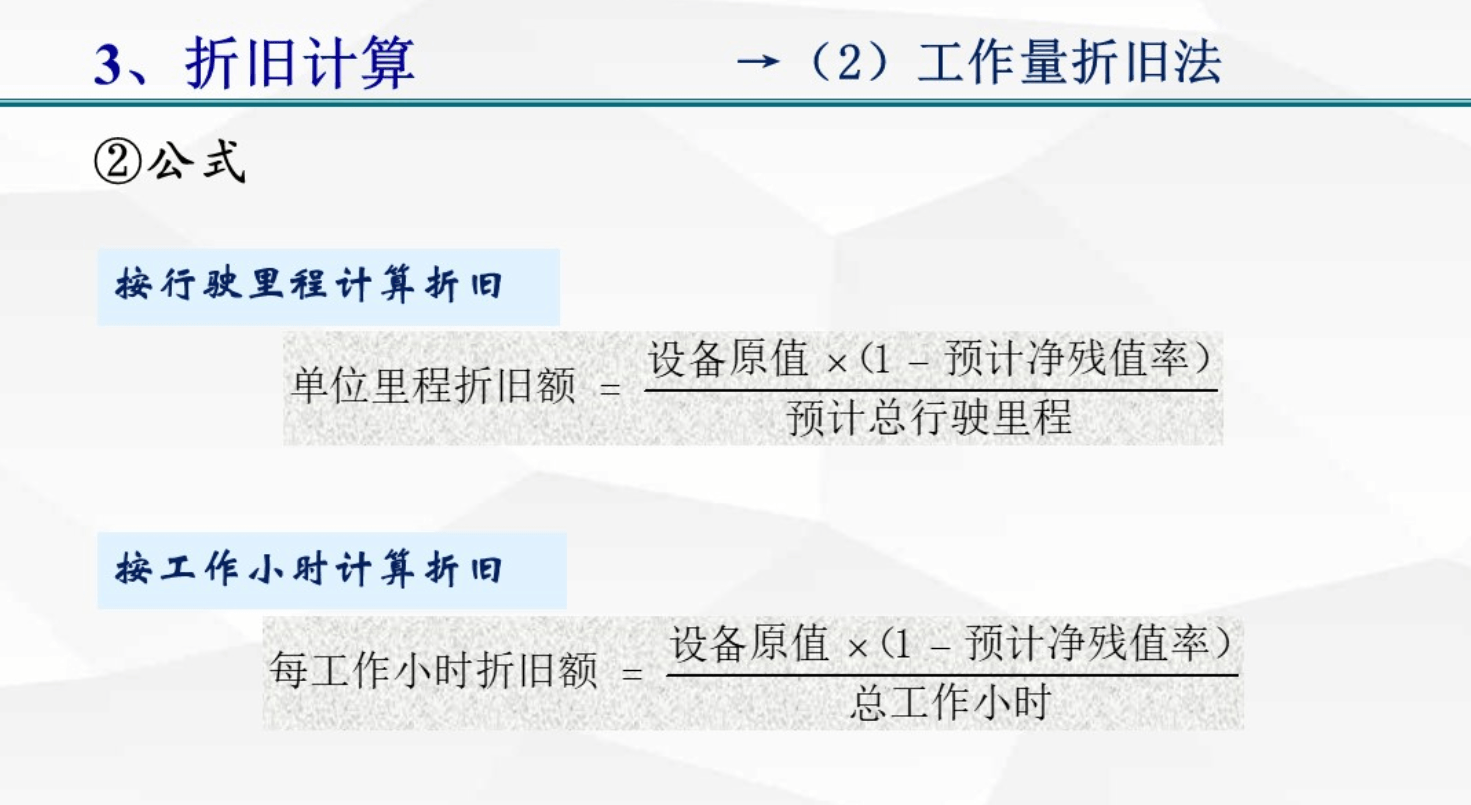 3、折旧计算 →（2）工作量折旧法
②公式
按行驶里程计算折旧
单位里程折旧额 = 设备原值 ×(1 - 预计净残值率) / 预计总行驶里程
按工作小时计算折旧
每工作小时折旧额 = 设备原值 ×(1 - 预计净残值率) / 总工作小时